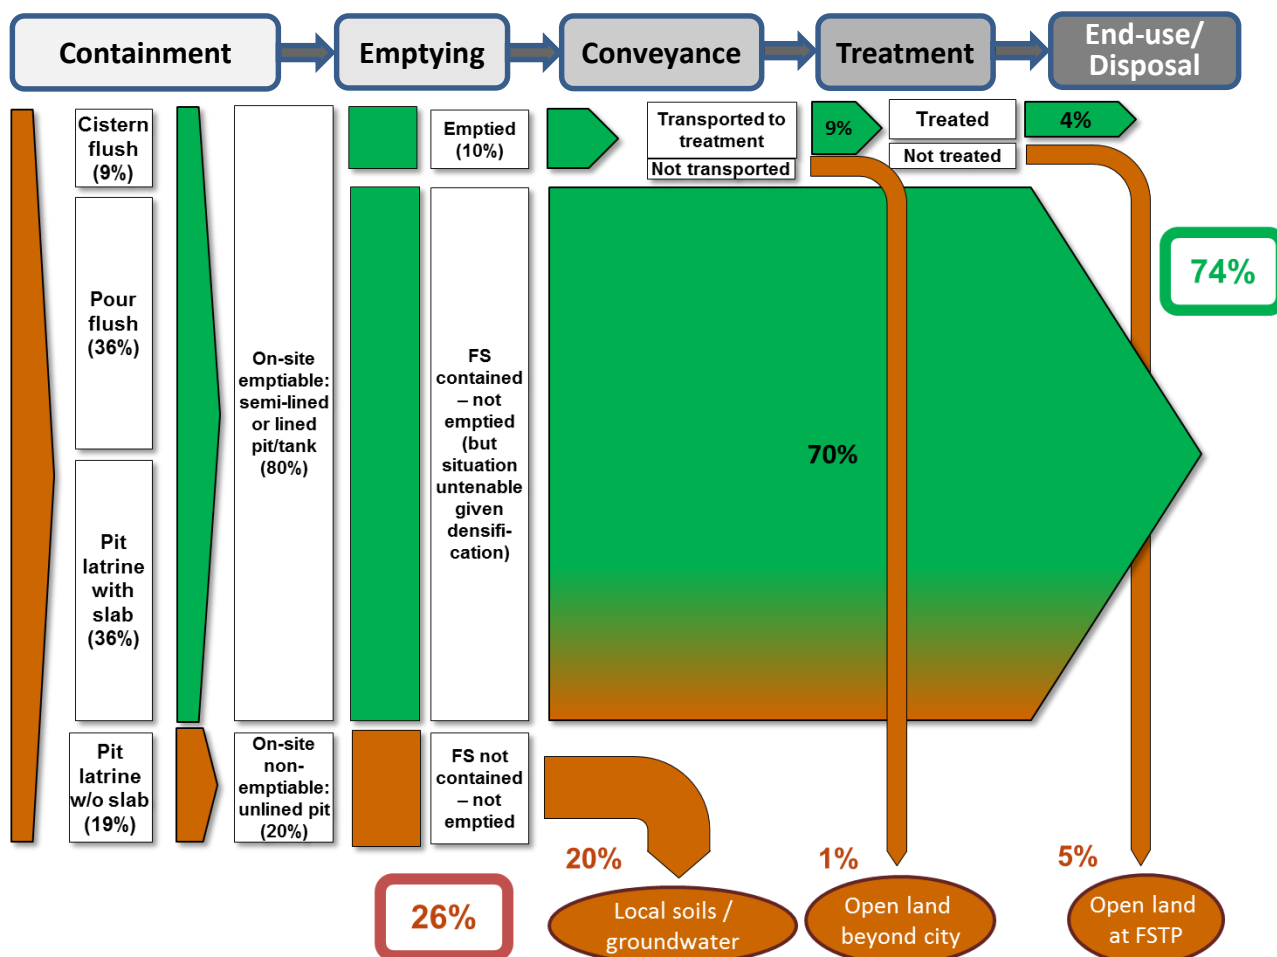 Containment
Emptying
Conveyance
Treatment
End-use/
Disposal
Cistern
flush
(9%)
Pour
flush
(36%)
Pit
latrine
with
slab
(36%)
Pit
latrine
w/o slab
(19%)
On-site
emptiable:
semi-lined
or lined
pit/tank
(80%)
On-site
non-
emptiable:
unlined pit
(20%)
Emptied
(10%)
FS
contained
– not
emptied
(but
situation
untenable
given
densifi-
cation)
FS not
contained
– not
emptied
Transported to
treatment
Not transported
9%
Treated
Not treated
4%
74%
70%
20%
1%
5%
26%
Local soils /
groundwater
Open land
beyond city
Open land
at FSTP